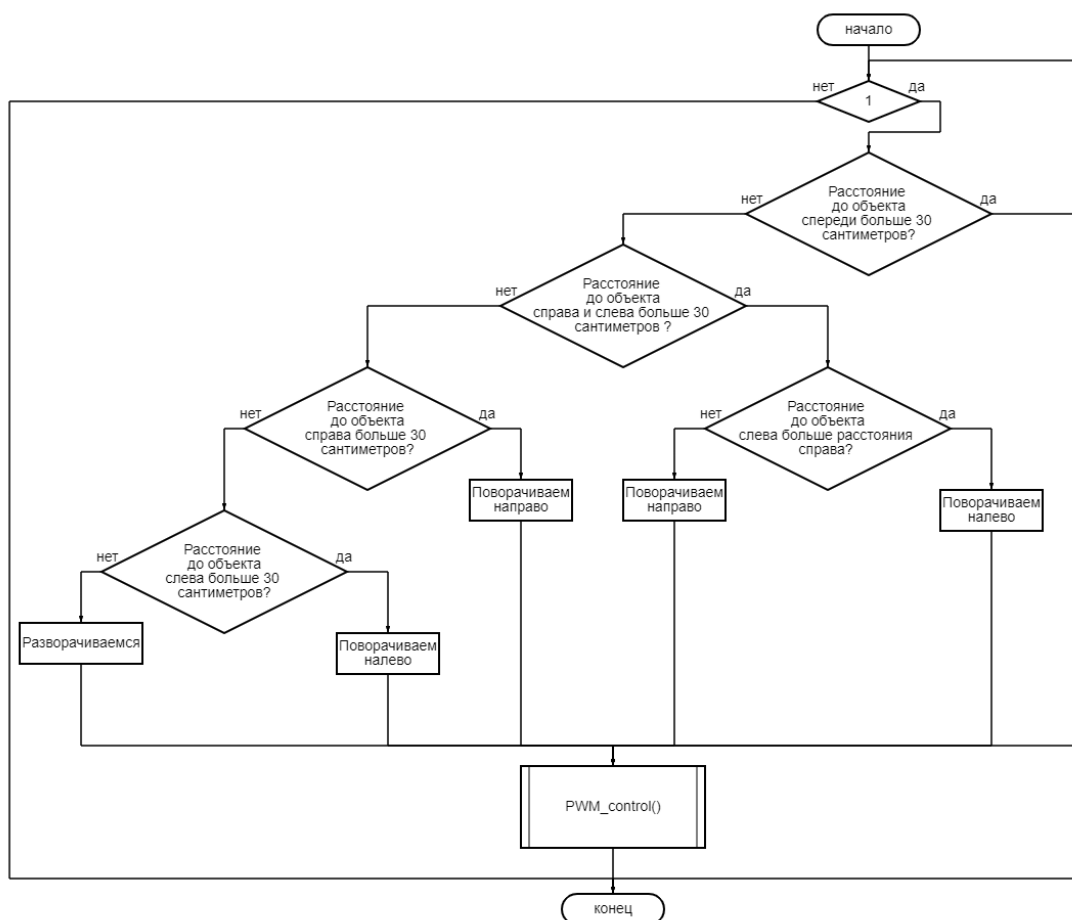 начало
нет
да
1
Расстояние
до объекта
спереди больше 30
сантиметров?
нет
да
Расстояние
до объекта
справа и слева больше 30
сантиметров ?
нет
да
Расстояние
до объекта
справа больше 30
сантиметров?
нет
да
Расстояние
до объекта
слева больше расстояния
справа?
нет
да
Поворачиваем
направо
Поворачиваем
направо
Поворачиваем
налево
Расстояние
до объекта
слева больше 30
сантиметров?
нет
да
Разворачиваемся
Поворачиваем
налево
PWM_control()
конец